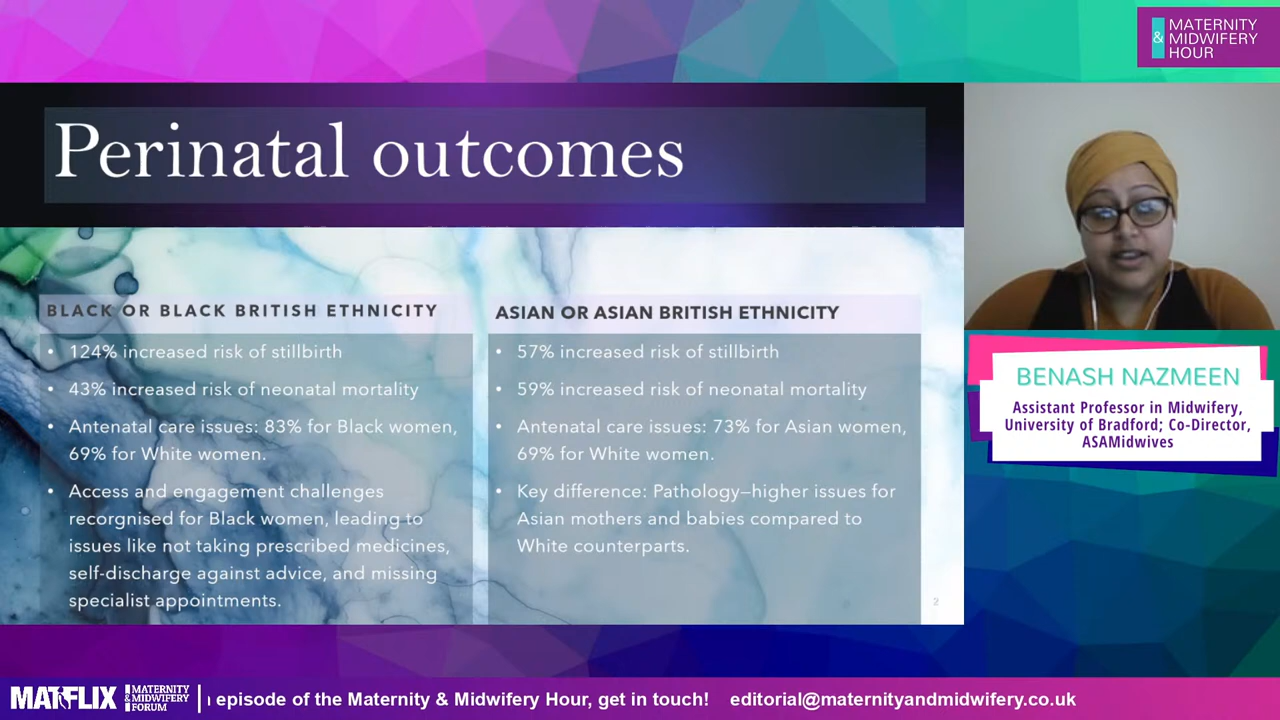 &
MATERNITY
MIDWIFERY
HOUR
Perinatal outcomes
BLACK OR BLACK BRITISH ETHNICITY
• 124% increased risk of stillbirth
• 43% increased risk of neonatal mortality
• Antenatal care issues: 83% for Black women,
69% for White women.
• Access and engagement challenges
recorgnised for Black women, leading to
issues like not taking prescribed medicines,
self-discharge against advice, and missing
specialist appointments.
ASIAN OR ASIAN BRITISH ETHNICITY
• 57% increased risk of stillbirth
• 59% increased risk of neonatal mortality
• Antenatal care issues: 73% for Asian women,
69% for White women.
• Key difference: Pathology—higher issues for
Asian mothers and babies compared to
White counterparts.
2
BENASH NAZMEEN
Assistant Professor in Midwifery,
University of Bradford; Co-Director,
ASAMidwives
MATFLIX
MATERNITY
& MIDWIFERY
FORUM
episode of the Maternity & Midwifery Hour, get in touch! editorial@maternityandmidwifery.co.uk